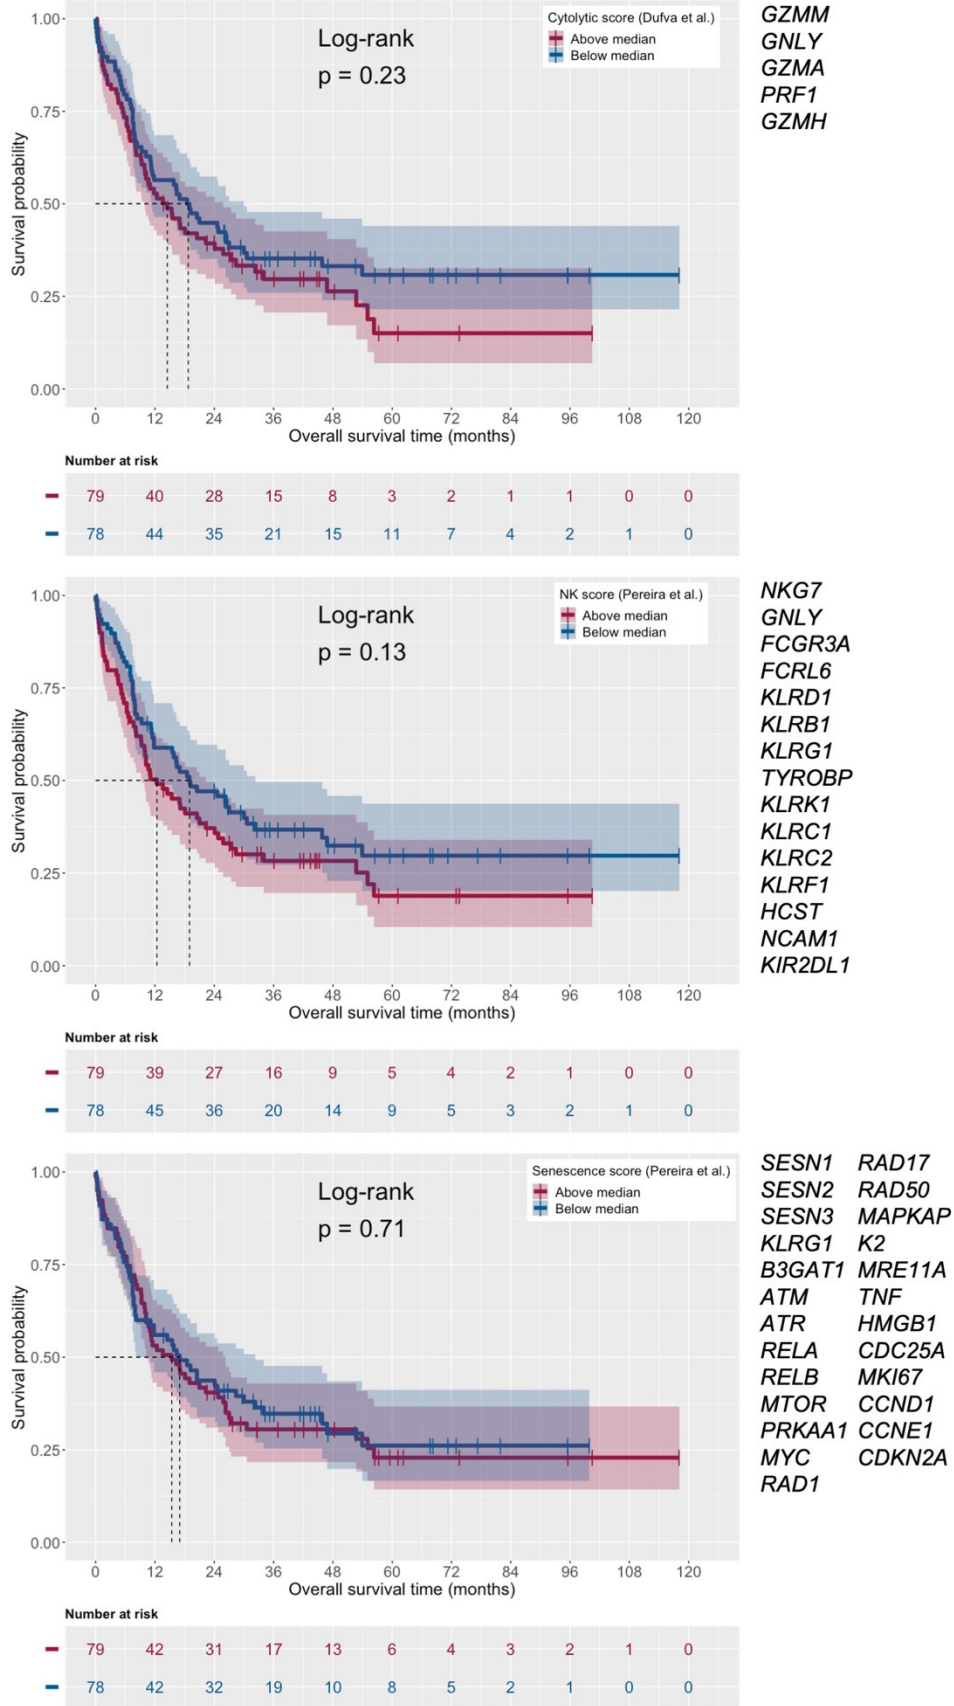 Cytolytic score (Dufva et al.)
Above median
Below median
Log-rank
p = 0.23
Survival probability
1.00
0.75
0.50
0.25
0.00
0 12 24 36 48 60 72 84 96 108 120
Overall survival time (months)
Number at risk
79 40 28 15 8 3 2 1 1 0 0
78 44 35 21 15 11 7 4 2 1 0
GZMM
GNLY
GZMA
PRF1
GZMH
NK score (Pereira et al.)
Above median
Below median
Log-rank
p = 0.13
Survival probability
1.00
0.75
0.50
0.25
0.00
0 12 24 36 48 60 72 84 96 108 120
Overall survival time (months)
Number at risk
79 39 27 16 9 5 4 2 1 0 0
78 45 36 20 14 9 5 3 2 1 0
NKG7
GNLY
FCGR3A
FCRL6
KLRD1
KLRB1
KLRG1
TYROBP
KLRK1
KLRC1
KLRC2
KLRF1
HCST
NCAM1
KIR2DL1
Senescence score (Pereira et al.)
Above median
Below median
Log-rank
p = 0.71
Survival probability
1.00
0.75
0.50
0.25
0.00
0 12 24 36 48 60 72 84 96 108 120
Overall survival time (months)
Number at risk
79 42 31 17 13 6 4 3 2 1 0
78 42 32 19 10 8 5 2 1 0 0
SESN1 RAD17
SESN2 RAD50
SESN3 MAPKAP
KLRG1 K2
B3GAT1 MRE11A
ATM TNF
ATR HMGB1
RELA CDC25A
RELB MKI67
MTOR CCND1
PRKAA1 CCNE1
MYC CDKN2A
RAD1